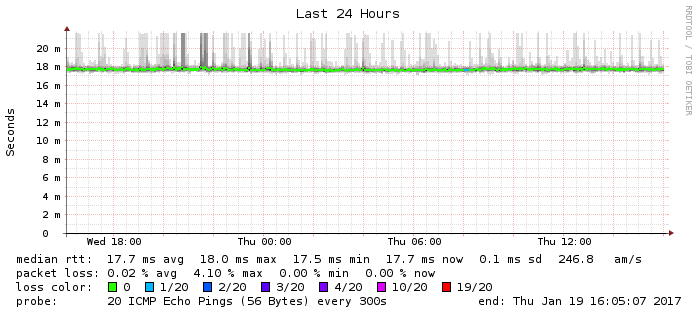 Last 24 Hours
RRDTOOL / TOBI OETIKER
Seconds
20 m
18 m
16 m
14 m
12 m
10 m
8 m
6 m
4 m
2 m
0
Wed 18:00 Thu 00:00 Thu 06:00 Thu 12:00
median rtt: 17.7 ms avg 18.0 ms max 17.5 ms min 17.7 ms now 0.1 ms sd 246.8 am/s
packet loss: 0.02 % avg 4.10 % max 0.00 % min 0.00 % now
loss color: 0 1/20 2/20 3/20 4/20 10/20 19/20
probe: 20 ICMP Echo Pings (56 Bytes) every 300s end: Thu Jan 19 16:05:07 2017